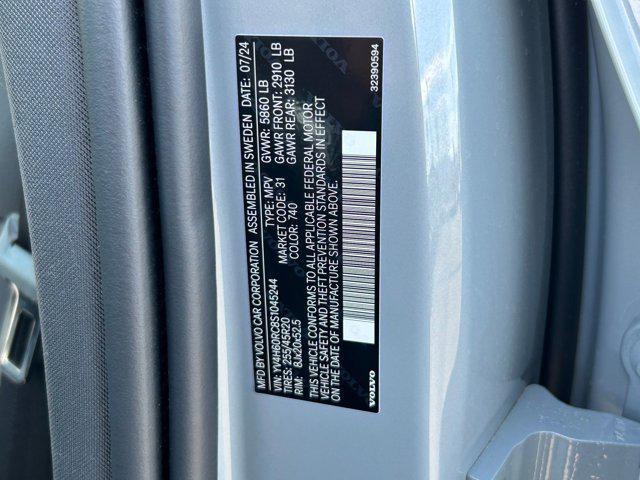 MFD BY VOLVO CAR CORPORATION ASSEMBLED IN SWEDEN DATE: 07/24
VIN: YV4H60RC8S1045244 TYPE: MPV GVWR: 5860 LB
TIRES: 255/45R20 MARKET CODE: 31 GAWR FRONT: 2910 LB
RIM: 8Jx20x52.5 COLOR: 740 GAWR REAR: 3130 LB
THIS VEHICLE CONFORMS TO ALL APPLICABLE FEDERAL MOTOR
VEHICLE SAFETY AND THEFT PREVENTION STANDARDS IN EFFECT
ON THE DATE OF MANUFACTURE SHOWN ABOVE.
VOLVO
32390594